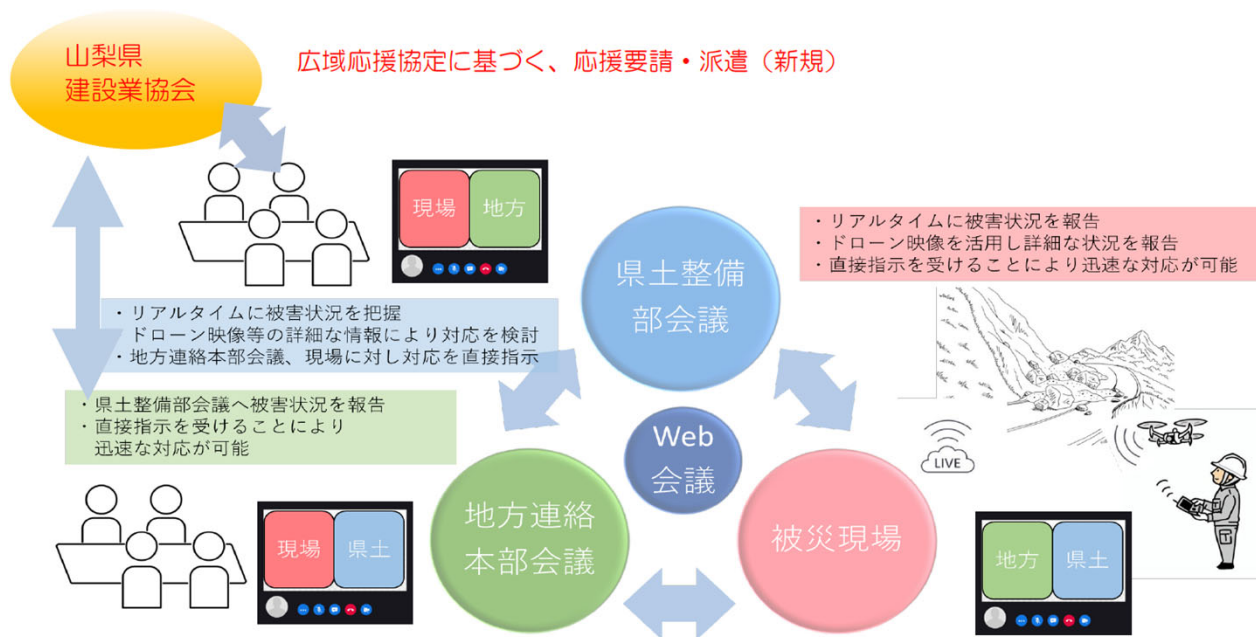 山梨県
建設業協会
広域応援協定に基づく、応援要請・派遣（新規）
現場 地方
・リアルタイムに被害状況を把握
ドローン映像等の詳細な情報により対応を検討
・地方連絡本部会議、現場に対し対応を直接指示
・県土整備部会議へ被害状況を報告
・直接指示を受けることにより
迅速な対応が可能
現場 県土
県土整備
部会議
Web
会議
地方連絡
本部会議
被災現場
・リアルタイムに被害状況を報告
・ドローン映像を活用し詳細な状況を報告
・直接指示を受けることにより迅速な対応が可能
LIVE
地方 県土